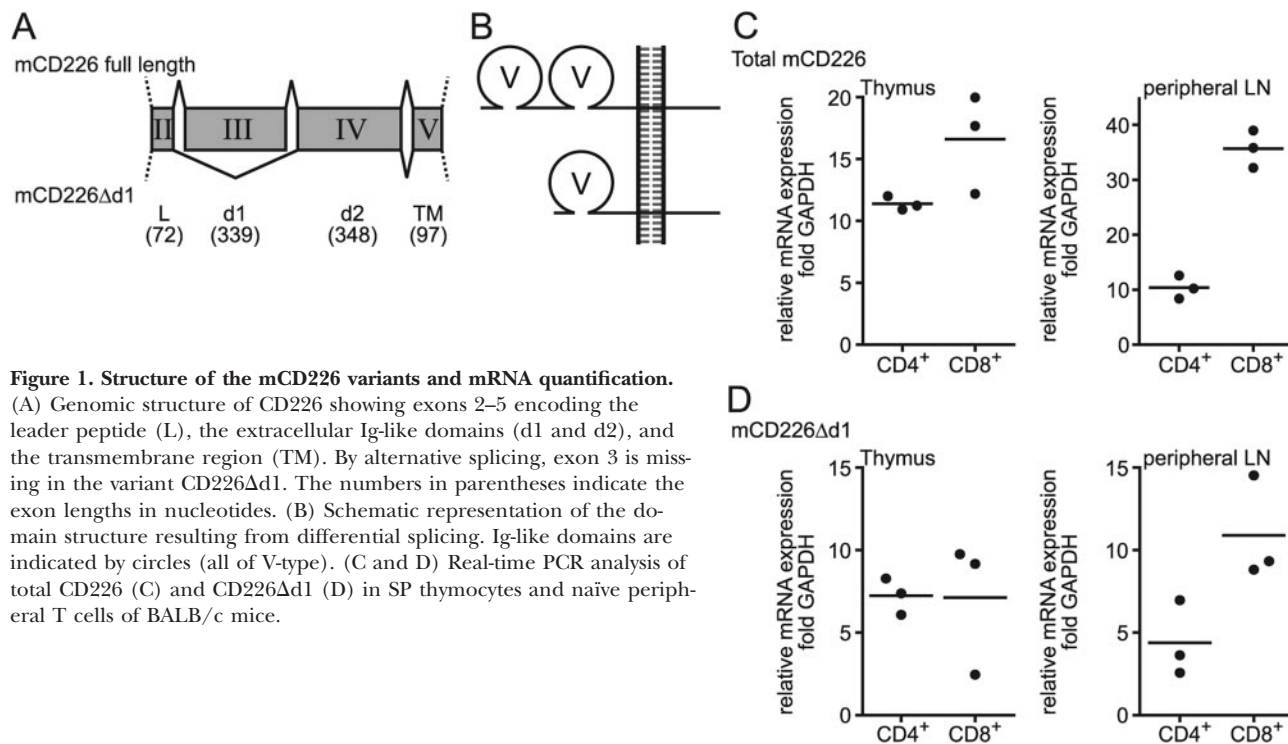 A
mCD226 full length
II III IV V
mCD226Δd1
L d1 d2 TM
(72) (339) (348) (97)
B
V V
V
C
Total mCD226
Thymus
relative mRNA expression
fold GAPDH
20
15
10
5
0
CD4+ CD8+
peripheral LN
relative mRNA expression
fold GAPDH
40
30
20
10
0
CD4+ CD8+
D
mCD226Δd1
Thymus
relative mRNA expression
fold GAPDH
15
10
5
0
CD4+ CD8+
peripheral LN
relative mRNA expression
fold GAPDH
15
10
5
0
CD4+ CD8+
Figure 1. Structure of the mCD226 variants and mRNA quantification.
(A) Genomic structure of CD226 showing exons 2–5 encoding the
leader peptide (L), the extracellular Ig-like domains (d1 and d2), and
the transmembrane region (TM). By alternative splicing, exon 3 is miss-
ing in the variant CD226Δd1. The numbers in parentheses indicate the
exon lengths in nucleotides. (B) Schematic representation of the do-
main structure resulting from differential splicing. Ig-like domains are
indicated by circles (all of V-type). (C and D) Real-time PCR analysis of
total CD226 (C) and CD226Δd1 (D) in SP thymocytes and naïve periph-
eral T cells of BALB/c mice.